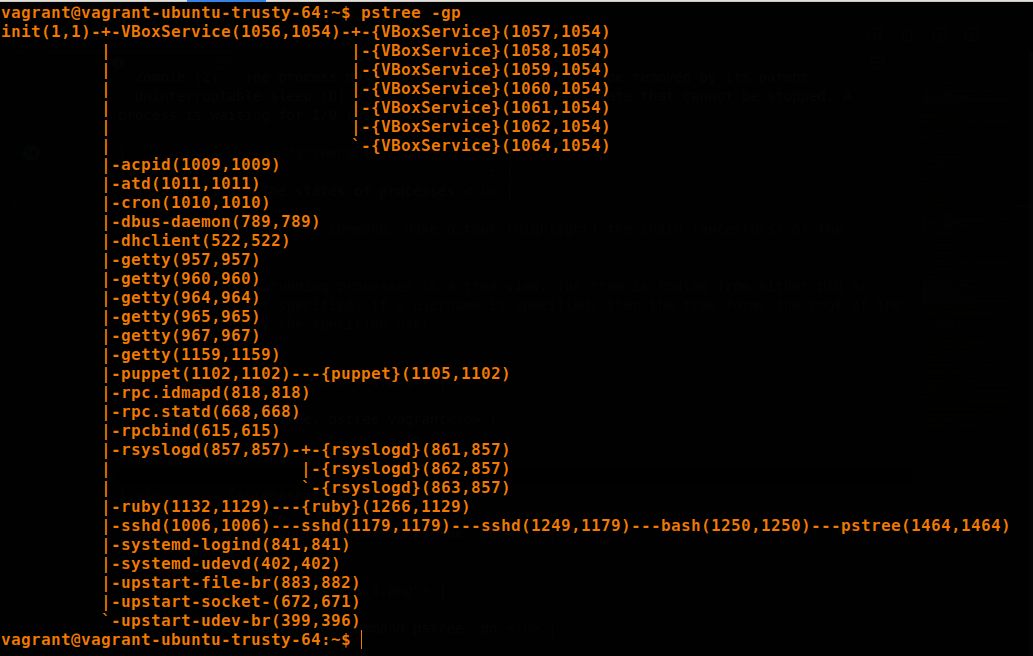 vagrant@vagrant-ubuntu-trusty-64:~$ pstree -gp
init(1,1)-+-VBoxService(1056,1054)-+-{VBoxService}(1057,1054)
          |                        |-{VBoxService}(1058,1054)
          |                        |-{VBoxService}(1059,1054)
          |                        |-{VBoxService}(1060,1054)
          |                        |-{VBoxService}(1061,1054)
          |                        |-{VBoxService}(1062,1054)
          |                        `-{VBoxService}(1064,1054)
          |-acpid(1009,1009)
          |-atd(1011,1011)
          |-cron(1010,1010)
          |-dbus-daemon(789,789)
          |-dhclient(522,522)
          |-getty(957,957)
          |-getty(960,960)
          |-getty(964,964)
          |-getty(965,965)
          |-getty(967,967)
          |-getty(1159,1159)
          |-puppet(1102,1102)---{puppet}(1105,1102)
          |-rpc.idmapd(818,818)
          |-rpc.statd(668,668)
          |-rpcbind(615,615)
          |-rsyslogd(857,857)-+-{rsyslogd}(861,857)
          |                   |-{rsyslogd}(862,857)
          |                   `-{rsyslogd}(863,857)
          |-ruby(1132,1129)---{ruby}(1266,1129)
          |-sshd(1006,1006)---sshd(1179,1179)---sshd(1249,1179)---bash(1250,1250)---pstree(1464,1464)
          |-systemd-logind(841,841)
          |-systemd-udevd(402,402)
          |-upstart-file-br(883,882)
          |-upstart-socket-(672,671)
          `-upstart-udev-br(399,396)
vagrant@vagrant-ubuntu-trusty-64:~$